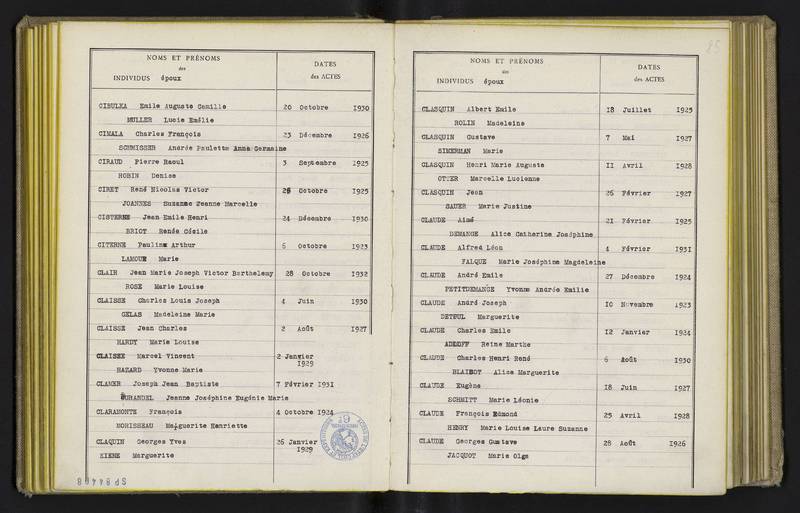 NOMS ET PRÉNOMS
des
INDIVIDUS époux
DATES
des ACTES
CIBULKA Emile Auguste Camille 20 Octobre 1930
MULLER Lucie Emélie
CIMALA Charles François 23 Décembre 1926
SCHMISSER Andrée Paulette Anna Germaine
CIRAUD Pierre Raoul 3 Septembre 1925
ROBIN Denise
CIRET René Nicolas Victor Octobre 1925
JOANNES Suzanne Jeanne Marcelle
CISTERNE Jean Emile Henri 24 Décembre 1930
BRIOT Renée Cécile
CITERNE Arthur 6 Octobre 1923
LAMOUR Marie
CLAIR Jean Marie Joseph Victor Barthelemy 28 Octobre 1932
ROSE Marie Louise
CLAISSE Charles Louis Joseph 4 Juin 1930
GELAS Madeleine Marie
CLAISSE Jean Charles 2 Août 1927
HARDY Marie Louise
CLAISSE Marcel Vincent 2 Janvier
1929
HAZARD Yvonne Marie
CLAMER Joseph Jean Baptiste 7 Février 1931
DURANDEL Jeanne Joséphine Eugénie Marie
CLARAMONTE François 4 Octobre 1924
MORISSEAU Marguerite Henriette
CLAQUIN Georges Yves 26 Janvier
1929
KIENE Marguerite
SP84408
85
NOMS ET PRÉNOMS
des
INDIVIDUS époux
DATES
des ACTES
CLASQUIN Albert Emile 18 Juillet 1925
ROLIN Madeleine
CLASQUIN Gustave 7 Mai 1927
SIMERMAN Marie
CLASQUIN Henri Marie Auguste 11 Avril 1928
OTTER Marcelle Lucienne
CLASQUIN Jean 26 Février 1927
SAUER Marie Justine
CLAUDE Aimé 21 Février 1925
DEMANGE Alice Catherine Joséphine
CLAUDE Alfred Léon 4 Février 1931
FALQUE Marie Joséphine Magdeleine
CLAUDE André Emile 27 Décembre 1924
PETITDEMANGE Yvonne Andrée Emilie
CLAUDE André Joseph 10 Novembre 1923
DETFUL Marguerite
CLAUDE Charles Emile 12 Janvier 1924
ADLOFF Reine Marthe
CLAUDE Charles Henri René 6 Août 1930
BLAISOT Alice Marguerite
CLAUDE Eugène 18 Juin 1927
SCHMITT Marie Léonie
CLAUDE François Edmond 25 Avril 1928
HENRY Marie Louise Laure Suzanne
CLAUDE Georges Gustave 28 Août 1926
JACQUOT Marie Olga